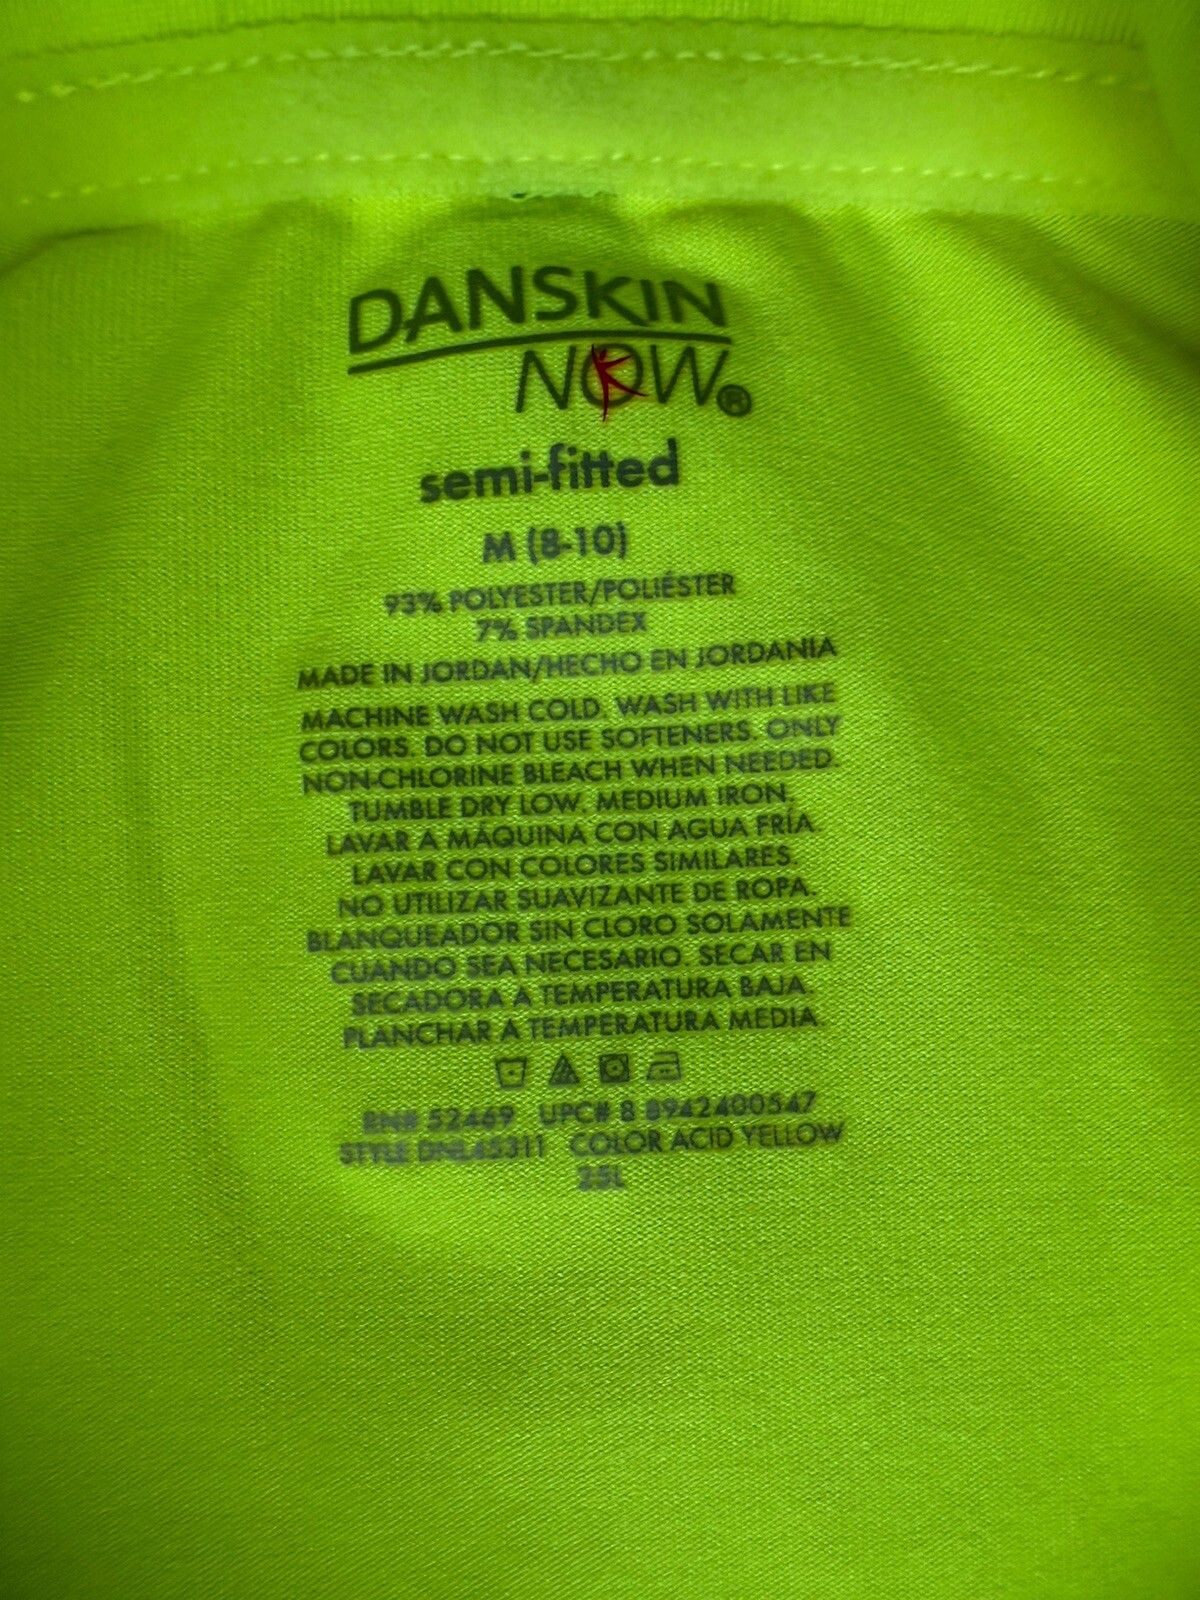 DANSKIN
NOW®
semi-fitted
M (8-10)
93% POLYESTER/POLIÉSTER
7% SPANDEX
MADE IN JORDAN/HECHO EN JORDANIA
MACHINE WASH COLD. WASH WITH LIKE
COLORS. DO NOT USE SOFTENERS. ONLY
NON-CHLORINE BLEACH WHEN NEEDED.
TUMBLE DRY LOW. MEDIUM IRON.
LAVAR A MÁQUINA CON AGUA FRÍA.
LAVAR CON COLORES SIMILARES.
NO UTILIZAR SUAVIZANTE DE ROPA.
BLANQUEADOR SIN CLORO SOLAMENTE
CUANDO SEA NECESARIO. SECAR EN
SECADORA A TEMPERATURA BAJA.
PLANCHAR A TEMPERATURA MEDIA.
RN# 52469 UPC# 8 8942400547
STYLE DNL45311 COLOR ACID YELLOW
25L